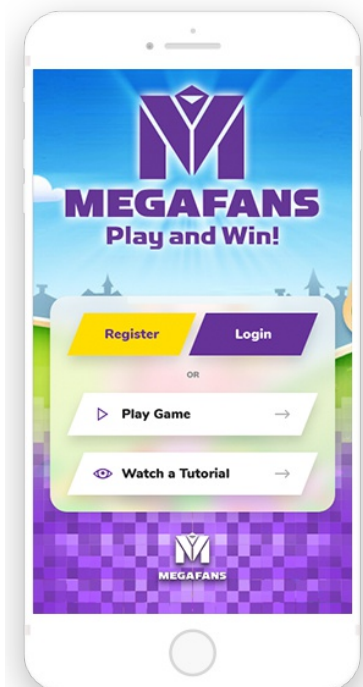 MEGAFANS
Play and Win!
Register
Login
OR
Play Game
Watch a Tutorial
MEGAFANS